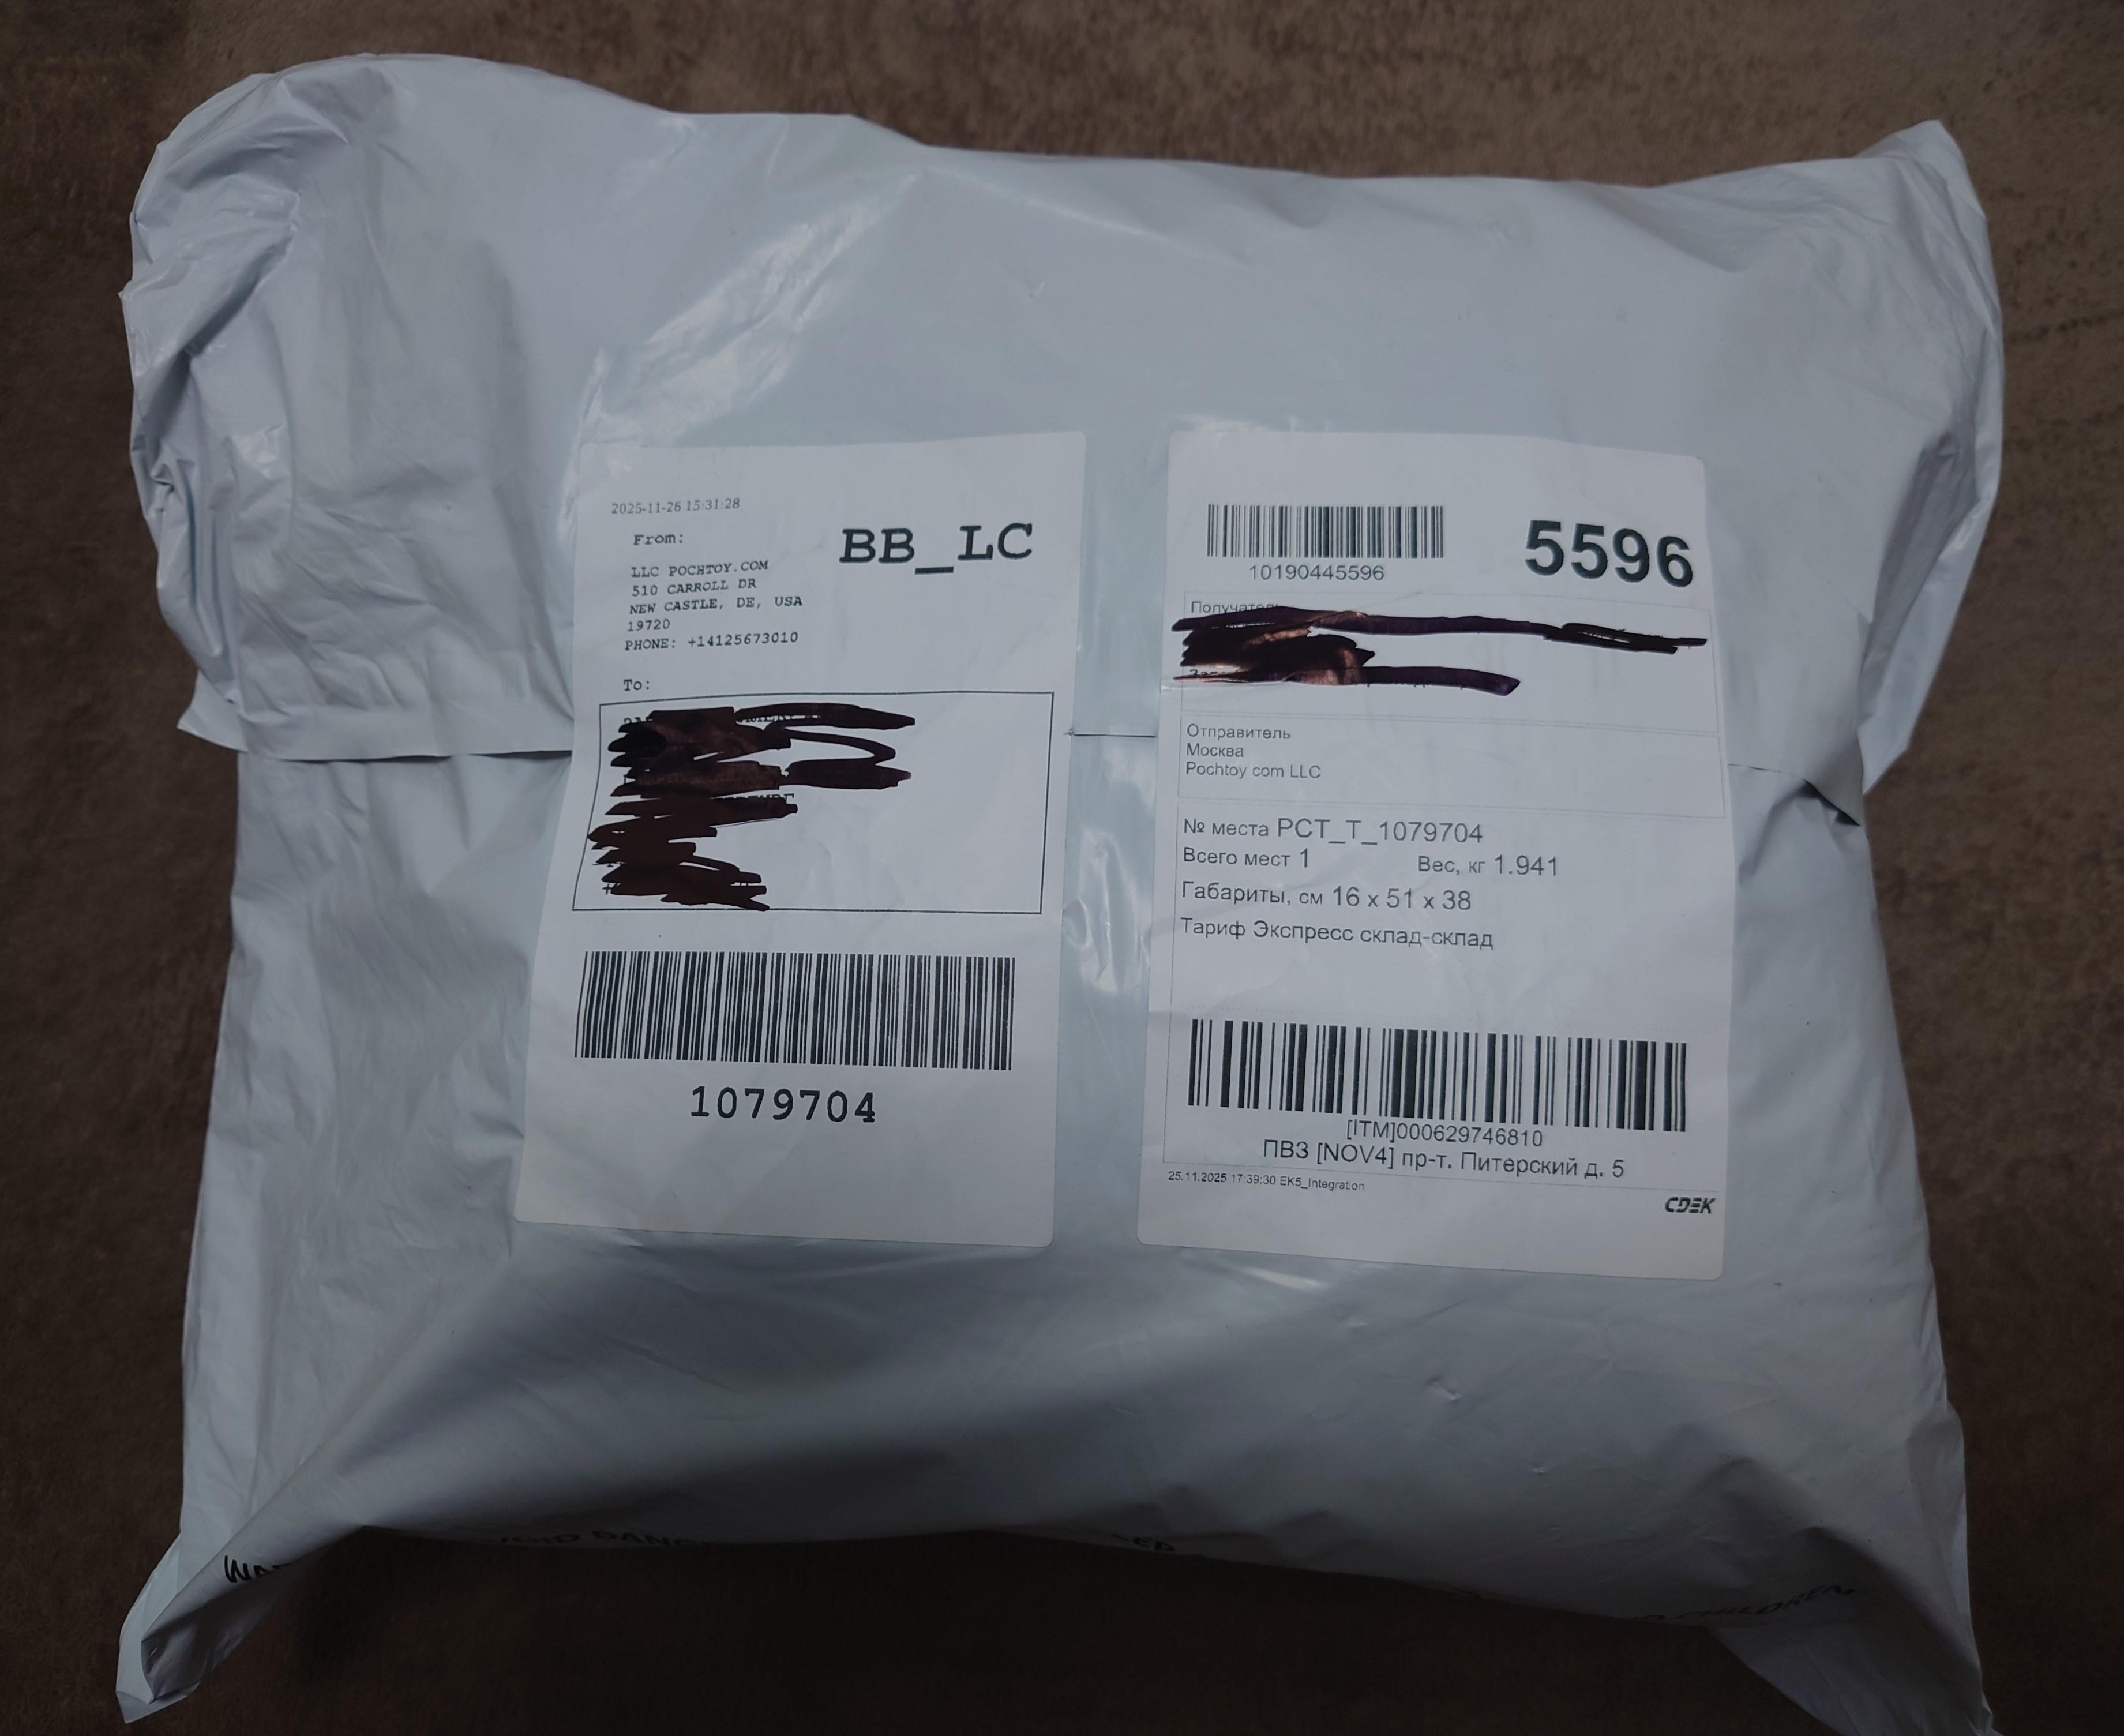 2025-11-26 15:31:28
BB_LC
From:
LLC POCHTOY.COM
510 CARROLL DR
NEW CASTLE, DE, USA
19720
PHONE: +14125673010
To:
1079704
10190445596
5596
Получатель
Отправитель
Москва
Pochtoy com LLC
№ места PCT_T_1079704
Всего мест 1 Вес, кг 1.941
Габариты, см 16 x 51 x 38
Тариф Экспресс склад-склад
[ITM]000629746810
ПВЗ [NOV4] пр-т. Питерский д. 5
25.11.2025 17:39:30 EK5_Integration
CDEK
CHILDREN.